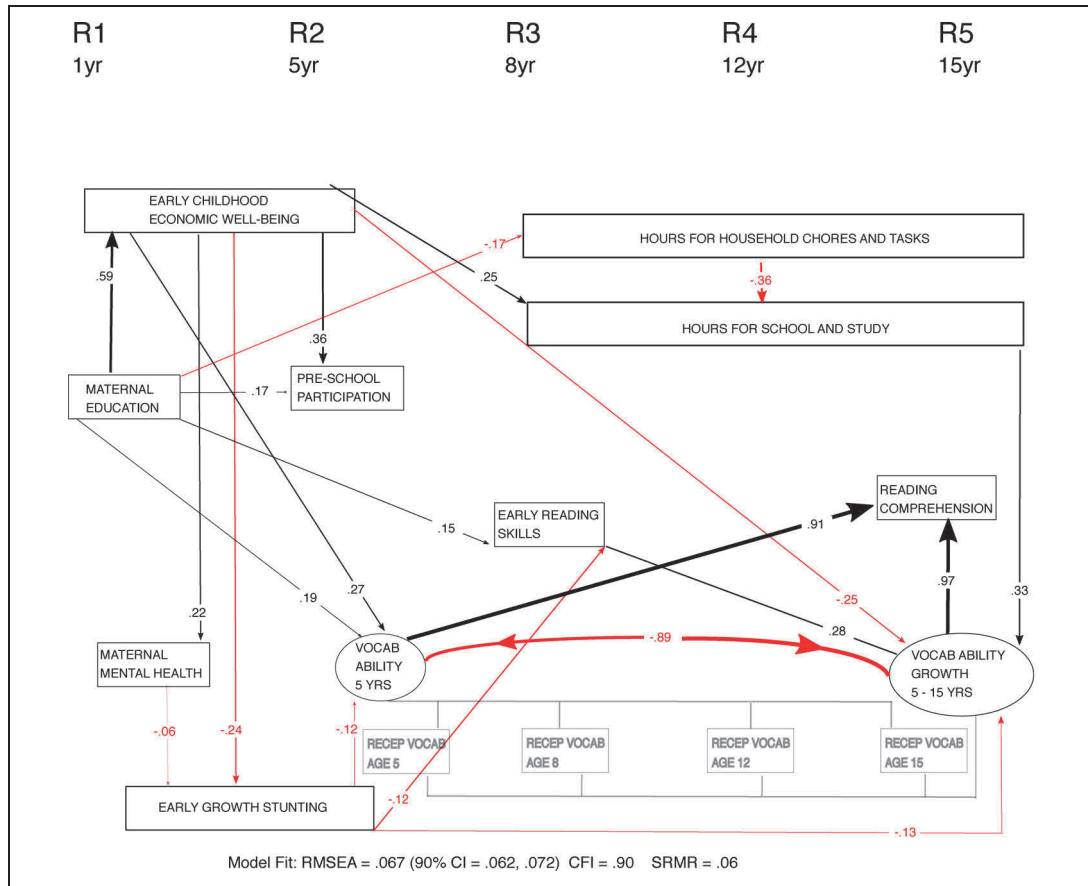 R1 R2 R3 R4 R5
1yr 5yr 8yr 12yr 15yr
EARLY CHILDHOOD
ECONOMIC WELL-BEING
HOURS FOR HOUSEHOLD CHORES AND TASKS
-.17
.59
.25
-.36
HOURS FOR SCHOOL AND STUDY
.36
MATERNAL
EDUCATION
.17
PRE-SCHOOL
PARTICIPATION
READING
COMPREHENSION
EARLY READING
SKILLS
.15
.91
.97
.33
.19
.27
-.25
.22
.28
MATERNAL
MENTAL HEALTH
VOCAB
ABILITY
5 YRS
-.89
VOCAB ABILITY
GROWTH
5 - 15 YRS
-.06
-.24
-.12
RECEP VOCAB
AGE 5
RECEP VOCAB
AGE 8
RECEP VOCAB
AGE 12
RECEP VOCAB
AGE 15
EARLY GROWTH STUNTING
-.12
-.13
Model Fit: RMSEA = .067 (90% CI = .062, .072) CFI = .90 SRMR = .06